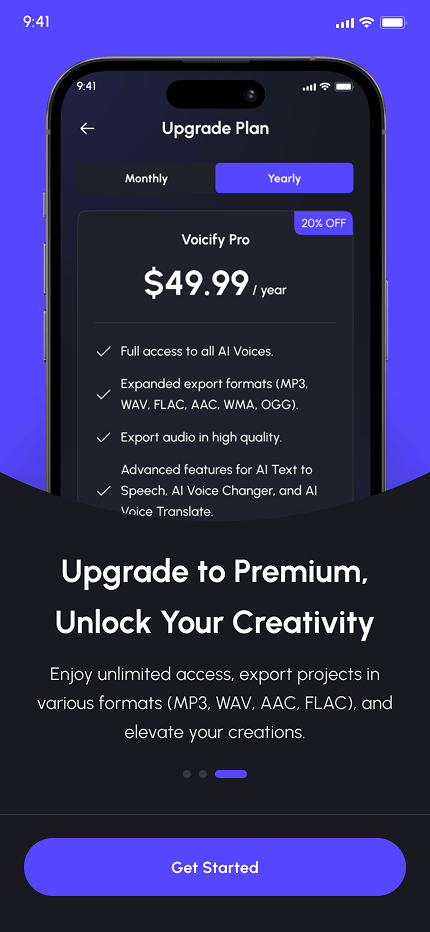 9:41
9:41
Upgrade Plan
Monthly
Yearly
20% OFF
Voicify Pro
$49.99 / year
Full access to all AI Voices.
Expanded export formats (MP3,
WAV, FLAC, AAC, WMA, OGG).
Export audio in high quality.
Advanced features for AI Text to
Speech, AI Voice Changer, and AI
Voice Translate.
Upgrade to Premium,
Unlock Your Creativity
Enjoy unlimited access, export projects in
various formats (MP3, WAV, AAC, FLAC), and
elevate your creations.
Get Started